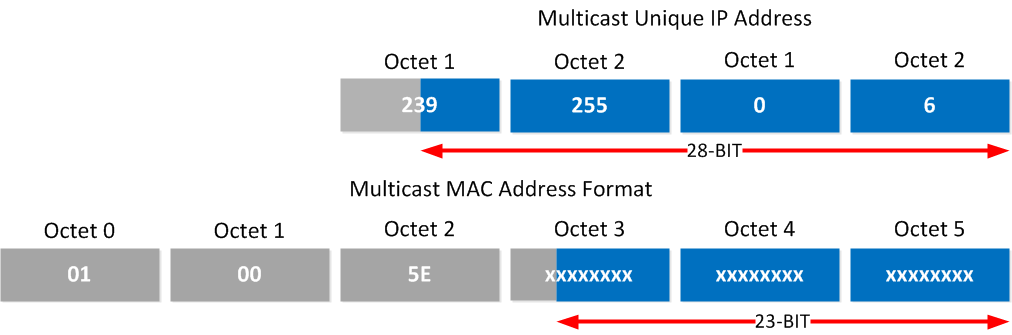 Multicast Unique IP Address
Octet 1 Octet 2 Octet 1 Octet 2
239 255 0 6
28-BIT
Multicast MAC Address Format
Octet 0 Octet 1 Octet 2 Octet 3 Octet 4 Octet 5
01 00 5E xxxxxxxx xxxxxxxx xxxxxxxx
23-BIT